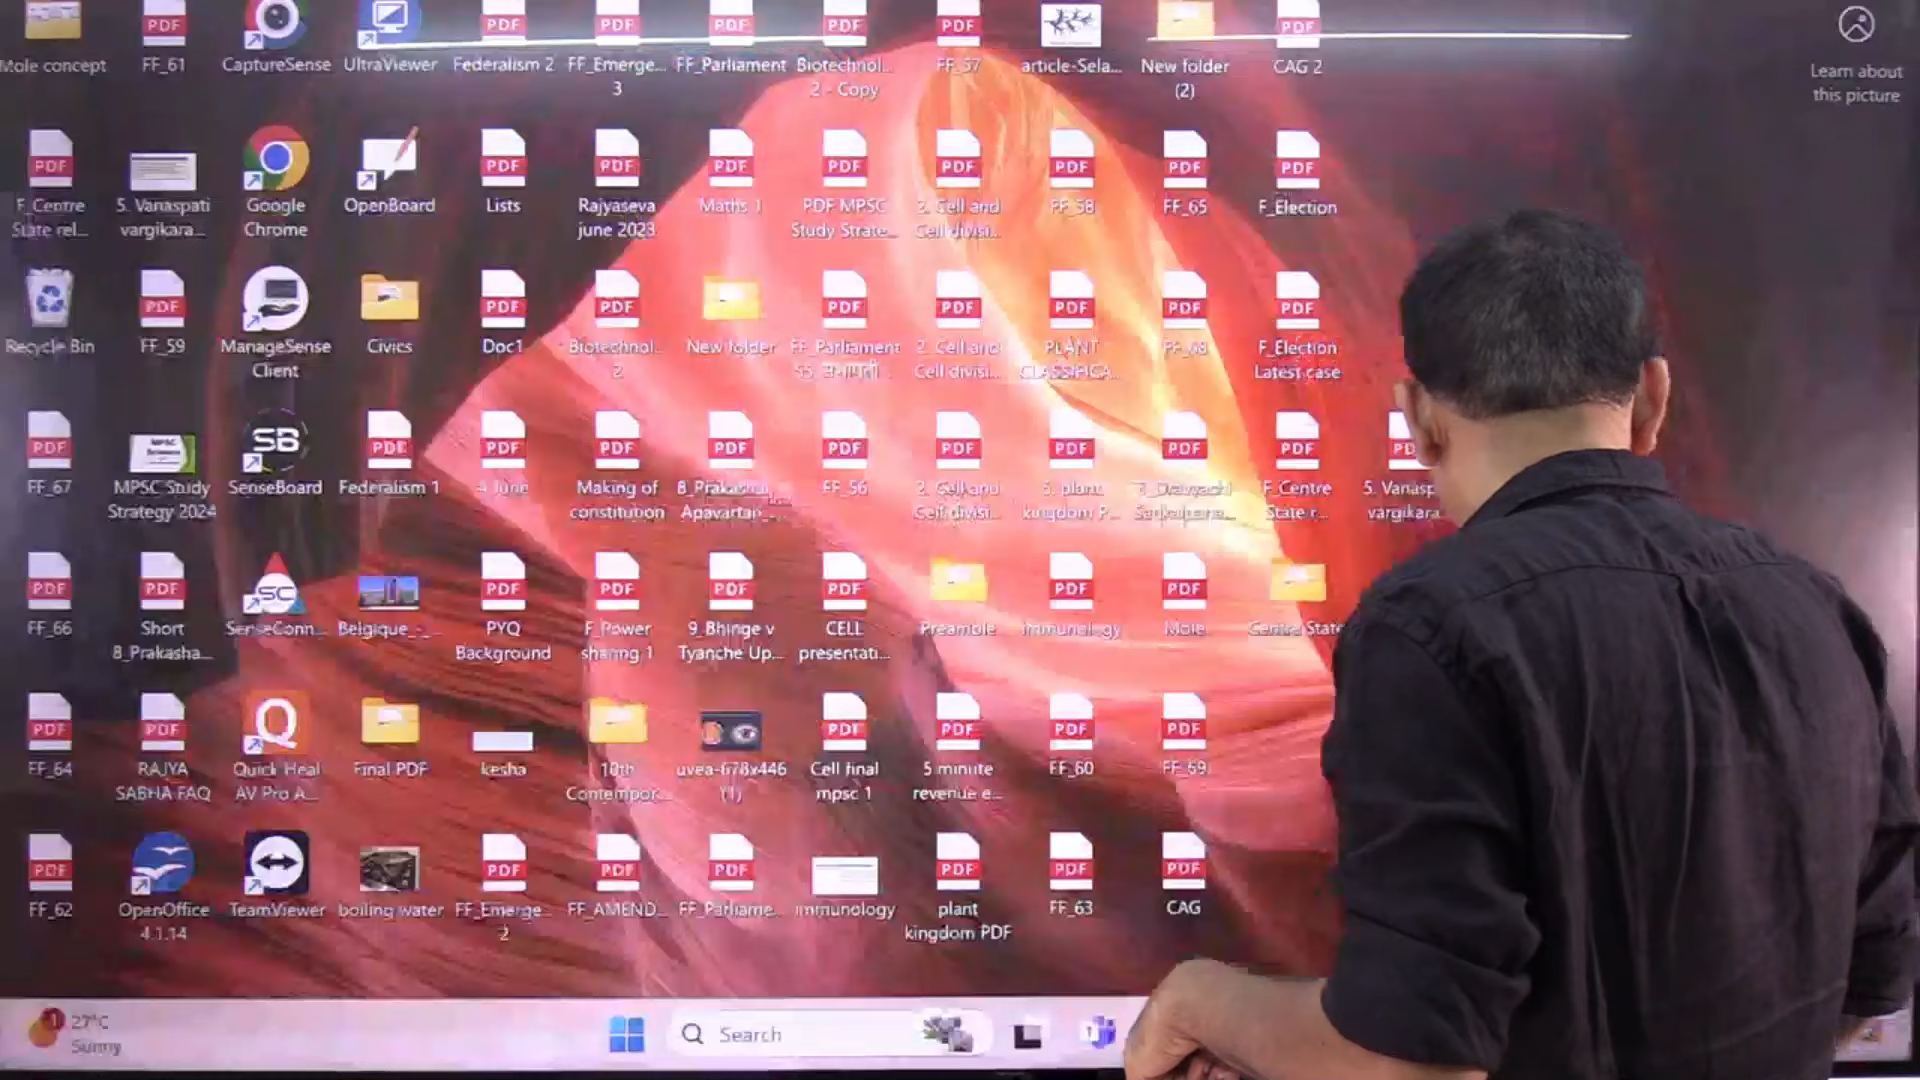 Mole concept
FF_61
CaptureSense
UltraViewer
Federalism 2
FF_Emerge...
3
FF_Parliament
Biotechnol...
2 - Copy
FF_57
article-Sela...
New folder
(2)
CAG 2
Learn about
this picture
F_Centre
State rel...
5. Vanaspati
vargikara...
Google
Chrome
OpenBoard
Lists
Rajyaseva
june 2023
Maths 1
PDF MPSC
Study Strate...
2. Cell and
Cell divisi...
FF_58
FF_65
F_Election
Recycle Bin
FF_59
ManageSense
Client
Civics
Doc1
Biotechnol...
2
New folder
FF_Parliament
2. Cell and
Cell divisi...
PLANT
CLASSIFICA...
FF_68
F_Election
Latest case
FF_67
MPSC Study
Strategy 2024
SenseBoard
Federalism 1
4 June
Making of
constitution
8_Prakashal
Apavartan_...
FF_56
2. Cell and
Cell divisi...
3. plant
kingdom P...
Sankalpana...
F_Centre
State r...
5. Vanasp
vargikara
FF_66
Short
8_Prakasha...
SenseConn...
Belgique_-_...
PYQ
Background
F_Power
sharing 1
9_Bhinge v
Tyanche Up...
CELL
presentati...
Preamble
immunology
Mole
Centre State
FF_64
RAJYA
SABHA FAQ
Quick Heal
AV Pro A...
Final PDF
kesha
10th
Contempor...
uvea-678x446
(1)
Cell final
mpsc 1
5 minute
revenue e...
FF_60
FF_69
FF_62
OpenOffice
4.1.14
TeamViewer
boiling water
FF_Emerge...
2
FF_AMEND...
FF_Parliame...
immunology
plant
kingdom PDF
FF_63
CAG
27°C
Sunny
Search